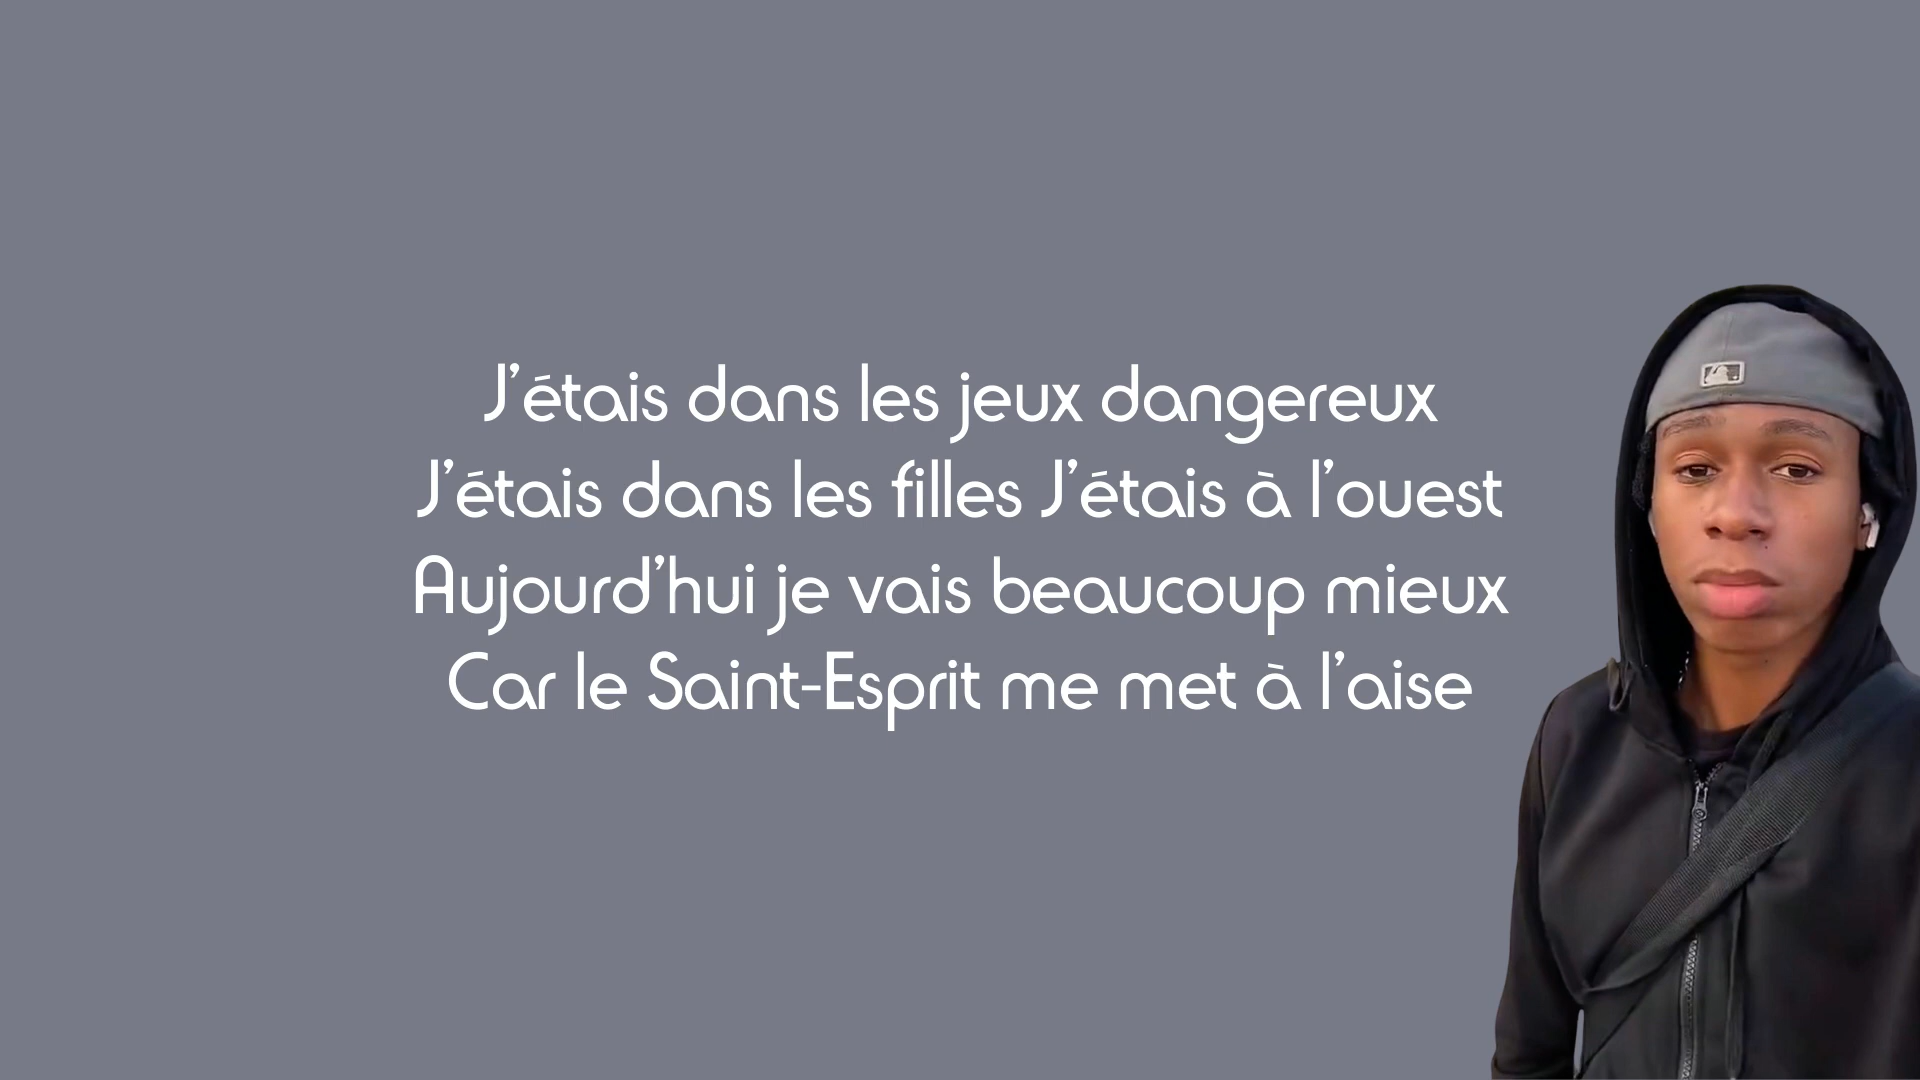 J'étais dans les jeux dangereux
J'étais dans les filles J'étais à l'ouest
Aujourd'hui je vais beaucoup mieux
Car le Saint-Esprit me met à l'aise